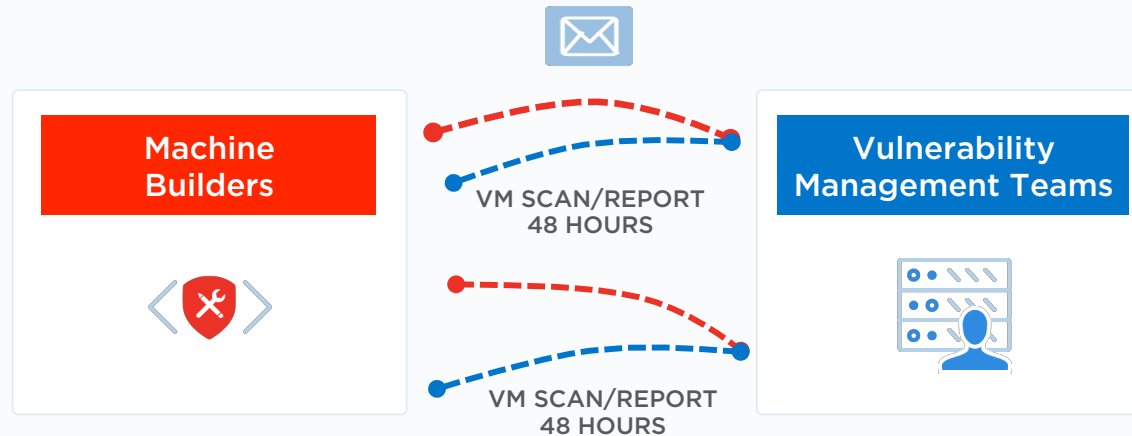 Machine
Builders
VM SCAN/REPORT
48 HOURS
Vulnerability
Management Teams
VM SCAN/REPORT
48 HOURS